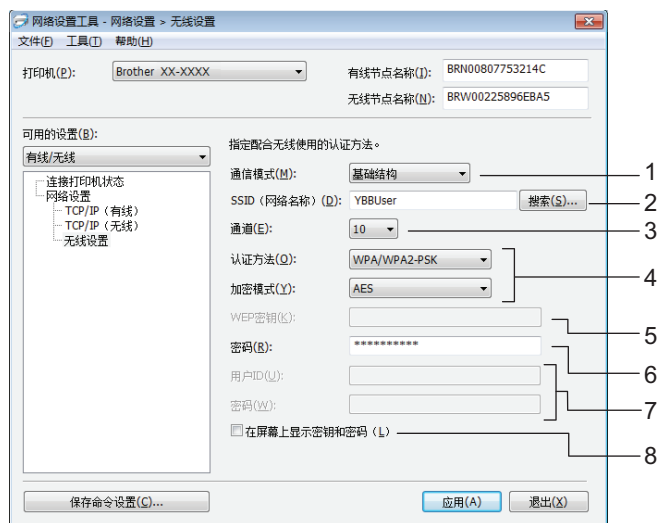 网络设置工具 - 网络设置 > 无线设置
文件(F) 工具(T) 帮助(H)
打印机(P): Brother XX-XXXX 有线节点名称(I): BRN00807753214C
无线节点名称(N): BRW00225896EBA5
可用的设置(B):
有线/无线
连接打印机状态
网络设置
TCP/IP（有线）
TCP/IP（无线）
无线设置
指定配合无线使用的认证方法。
通信模式(M): 基础结构 1
SSID（网络名称）(D): YBBUser 搜索(S)... 2
通道(E): 10 3
认证方法(O): WPA/WPA2-PSK
4
加密模式(Y): AES
WEP密钥(K): 5
密码(R): ********** 6
用户ID(U):
7
密码(W):
在屏幕上显示密钥和密码（L） 8
保存命令设置(C)... 应用(A) 退出(X)